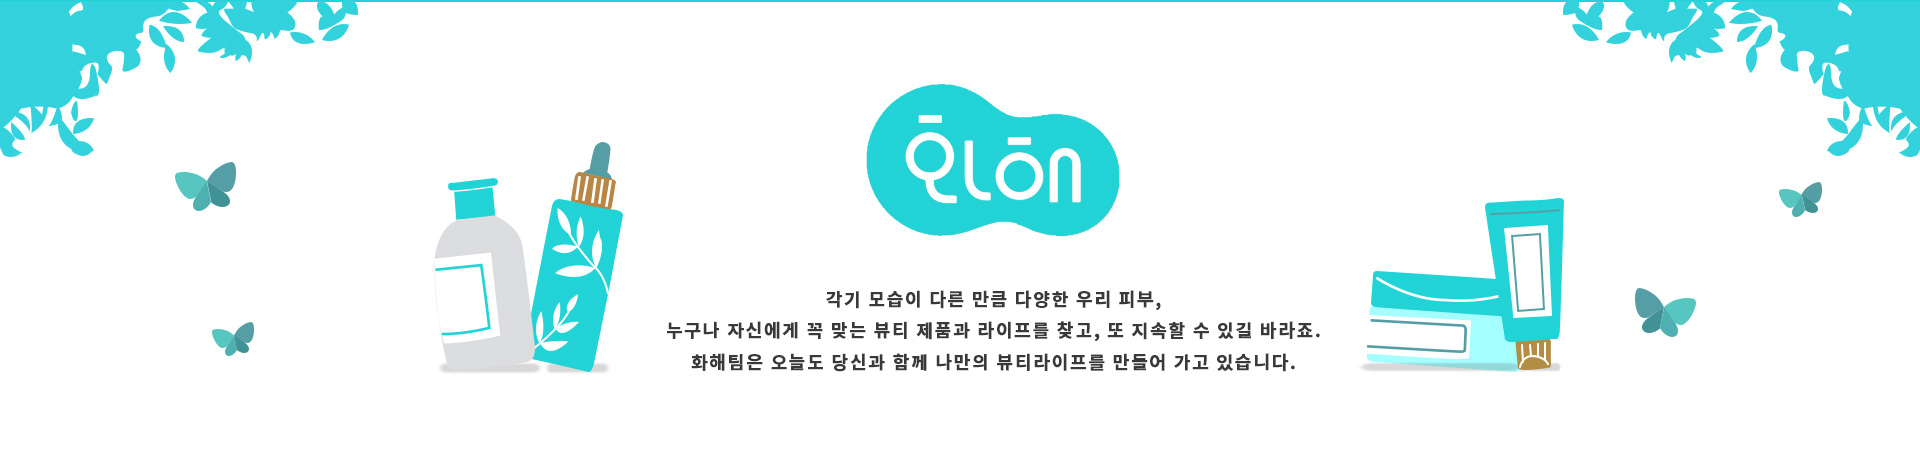 화해
각기 모습이 다른 만큼 다양한 우리 피부,
누구나 자신에게 꼭 맞는 뷰티 제품과 라이프를 찾고, 또 지속할 수 있길 바라죠.
화해팀은 오늘도 당신과 함께 나만의 뷰티라이프를 만들어 가고 있습니다.